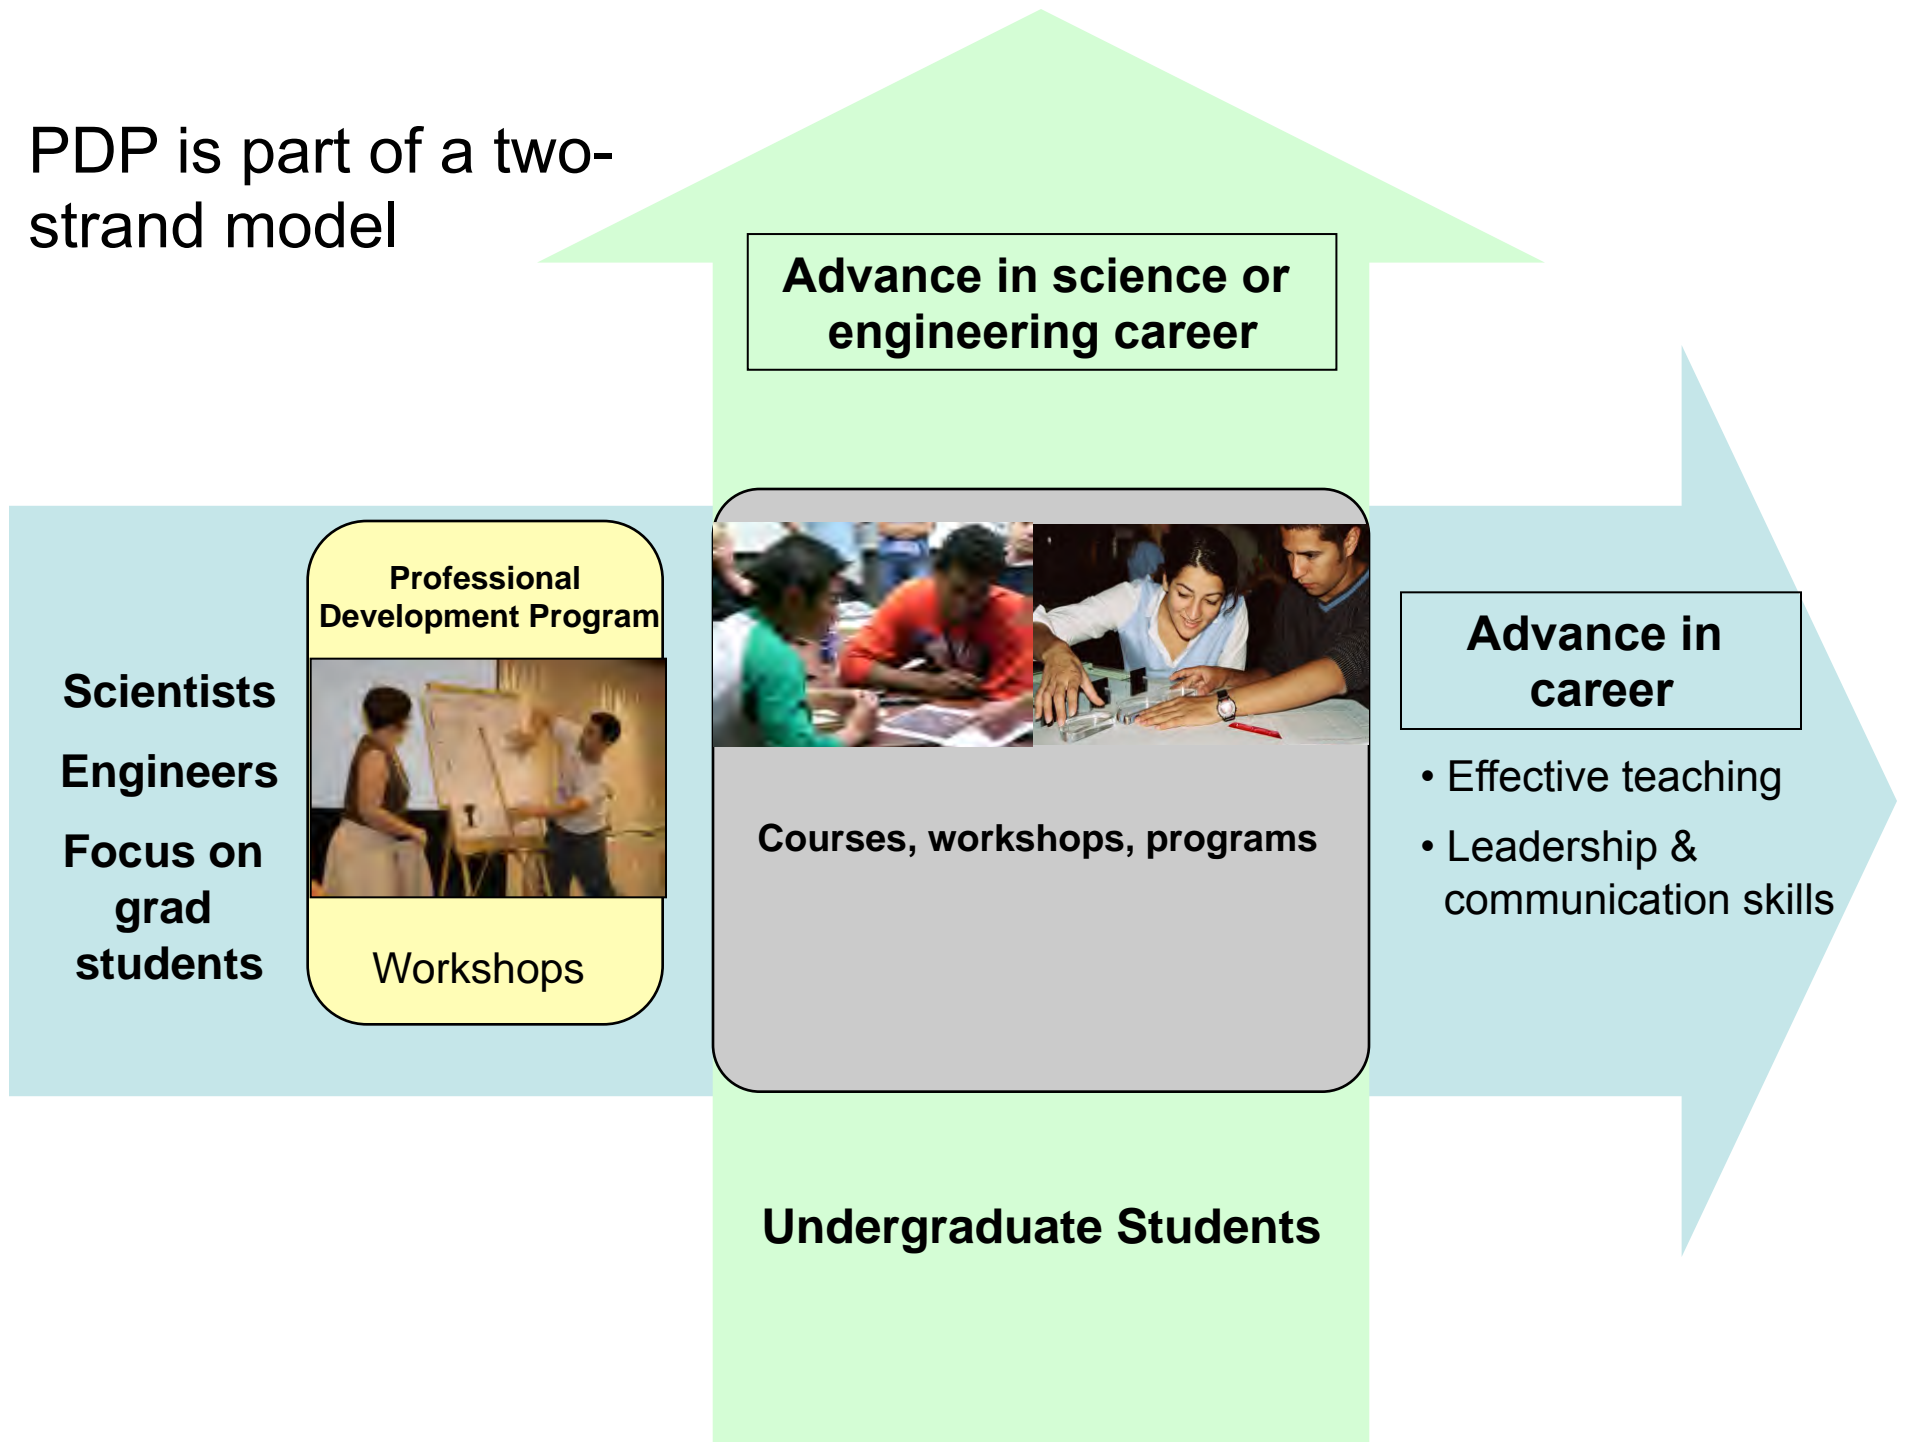 PDP is part of a two-
strand model
Advance in science or
engineering career
Professional
Development Program
Scientists
Engineers
Focus on
grad
students
Workshops
Courses, workshops, programs
Advance in
career
• Effective teaching
• Leadership &
communication skills
Undergraduate Students